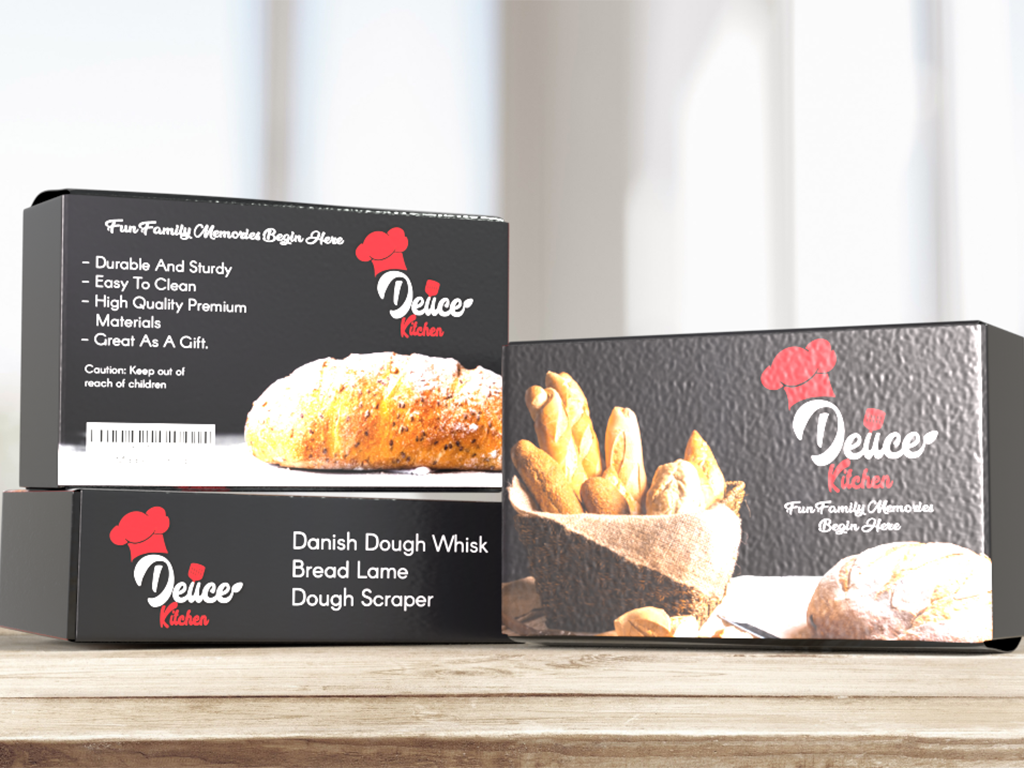 Fun Family Memories Begin Here
- Durable And Sturdy
- Easy To Clean
- High Quality Premium
Materials
- Great As A Gift.
Caution: Keep out of
reach of children
Deuce
Kitchen
Deuce
Kitchen
Danish Dough Whisk
Bread Lame
Dough Scraper
Deuce
Kitchen
Fun Family Memories
Begin Here